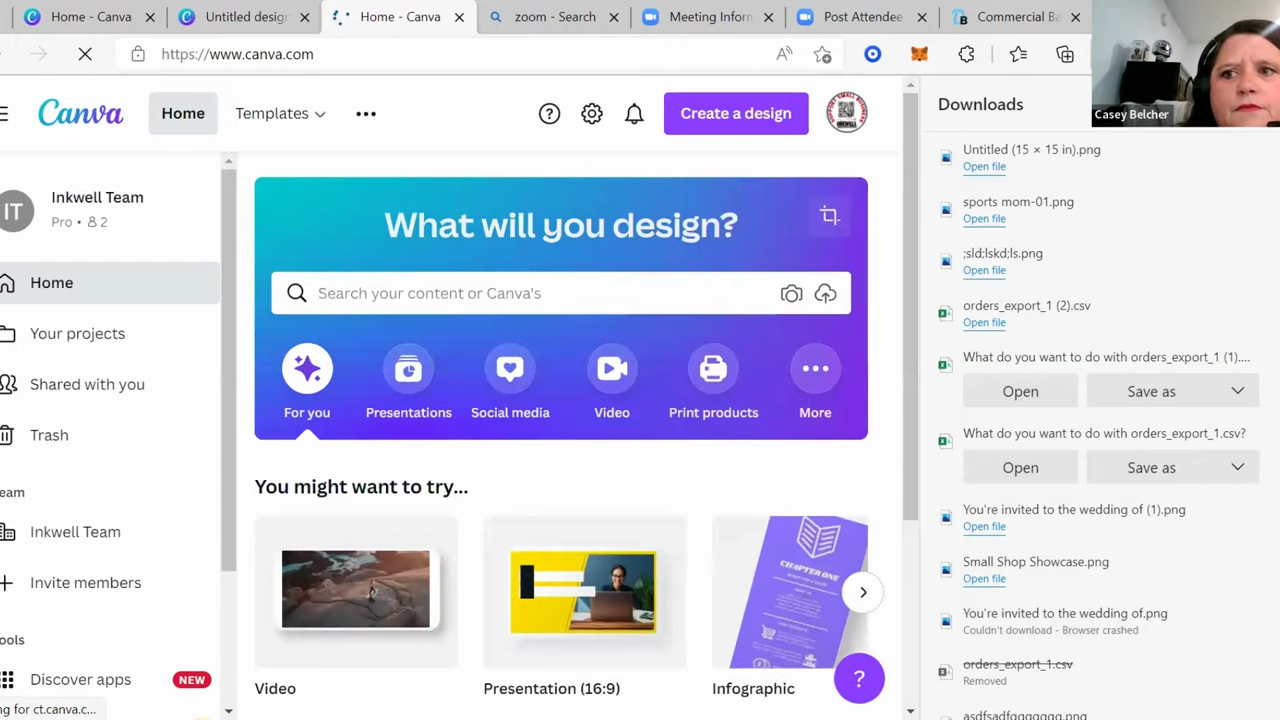 Home - Canva
Untitled desig
Home - Canva
zoom - Search
Meeting Inforn
Post Attendee
Commercial Ba
https://www.canva.com
Casey Belcher
Canva
Home
Templates
Create a design
Downloads
IT
Inkwell Team
Pro • 2
Home
Your projects
Shared with you
Trash
eam
Inkwell Team
Invite members
ools
Discover apps
NEW
ng for ct.canva.c...
What will you design?
Search your content or Canva's
For you
Presentations
Social media
Video
Print products
More
You might want to try...
CHAPTER ONE
Video
Presentation (16:9)
Infographic
?
Untitled (15 × 15 in).png
Open file
sports mom-01.png
Open file
;sld;lskd;ls.png
Open file
orders_export_1 (2).csv
Open file
What do you want to do with orders_export_1 (1)....
Open
Save as
What do you want to do with orders_export_1.csv?
Open
Save as
You're invited to the wedding of (1).png
Open file
Small Shop Showcase.png
Open file
You're invited to the wedding of.png
Couldn't download - Browser crashed
orders_export_1.csv
Removed